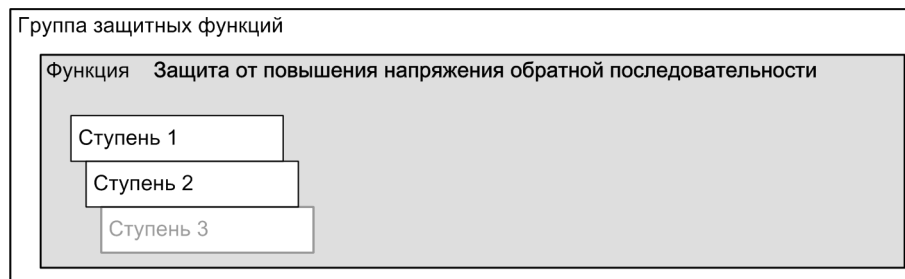 Группа защитных функций
Функция Защита от повышения напряжения обратной последовательности
Ступень 1
Ступень 2
Ступень 3